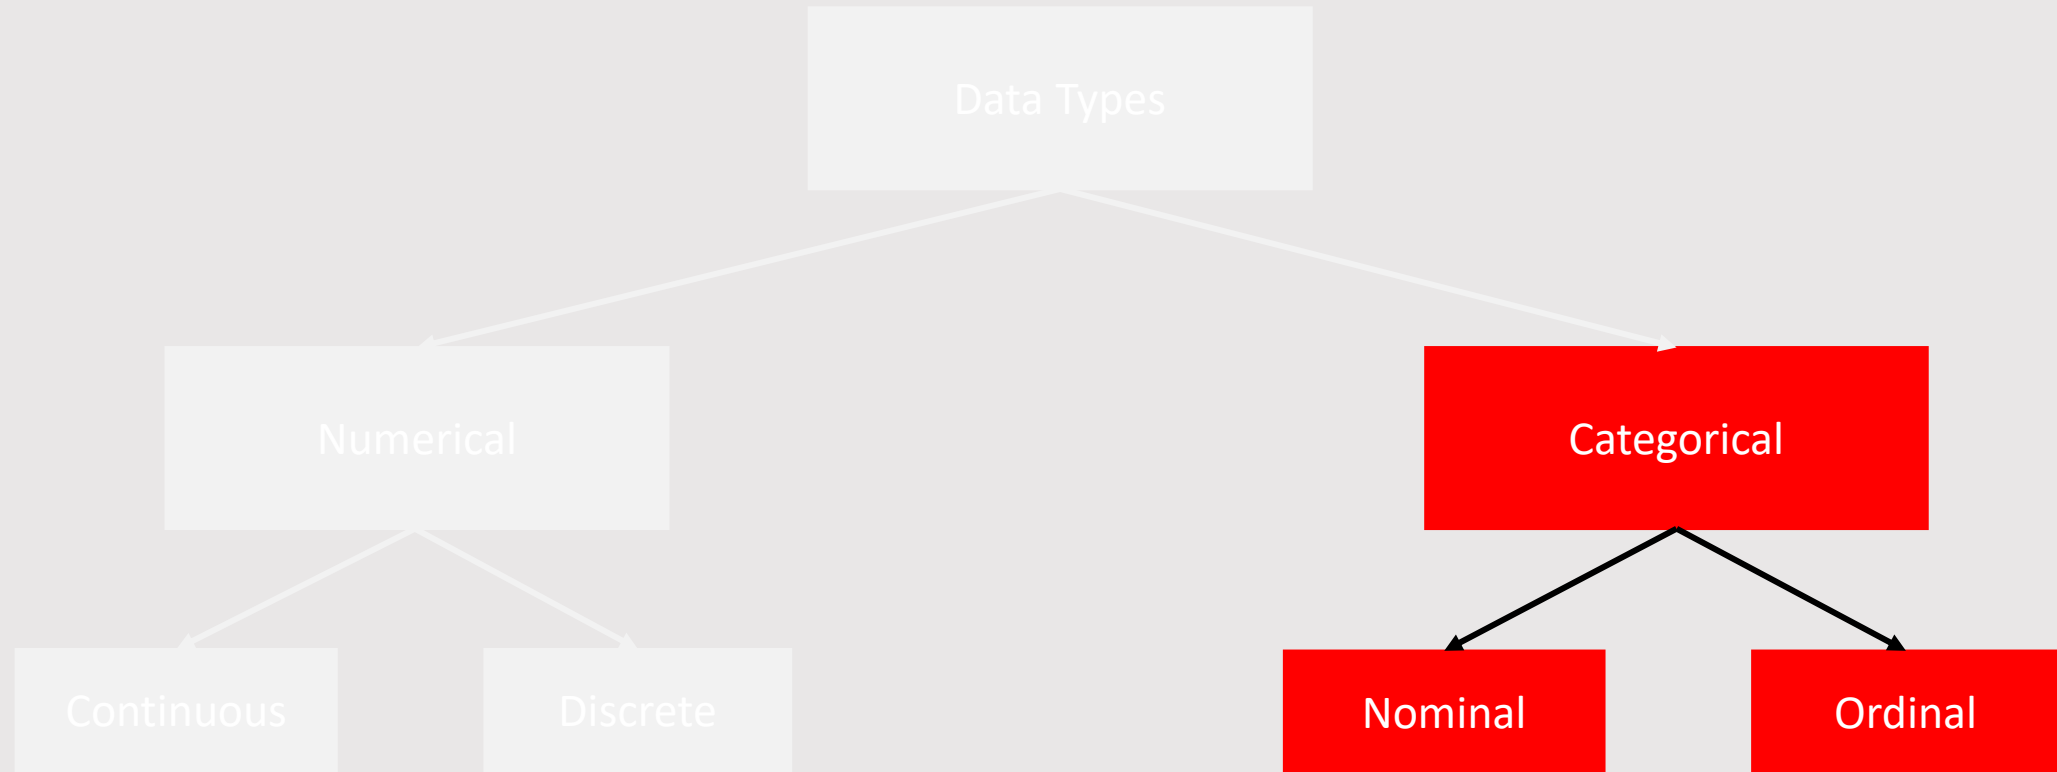 Data Types
Numerical
Categorical
Continuous
Discrete
Nominal
Ordinal